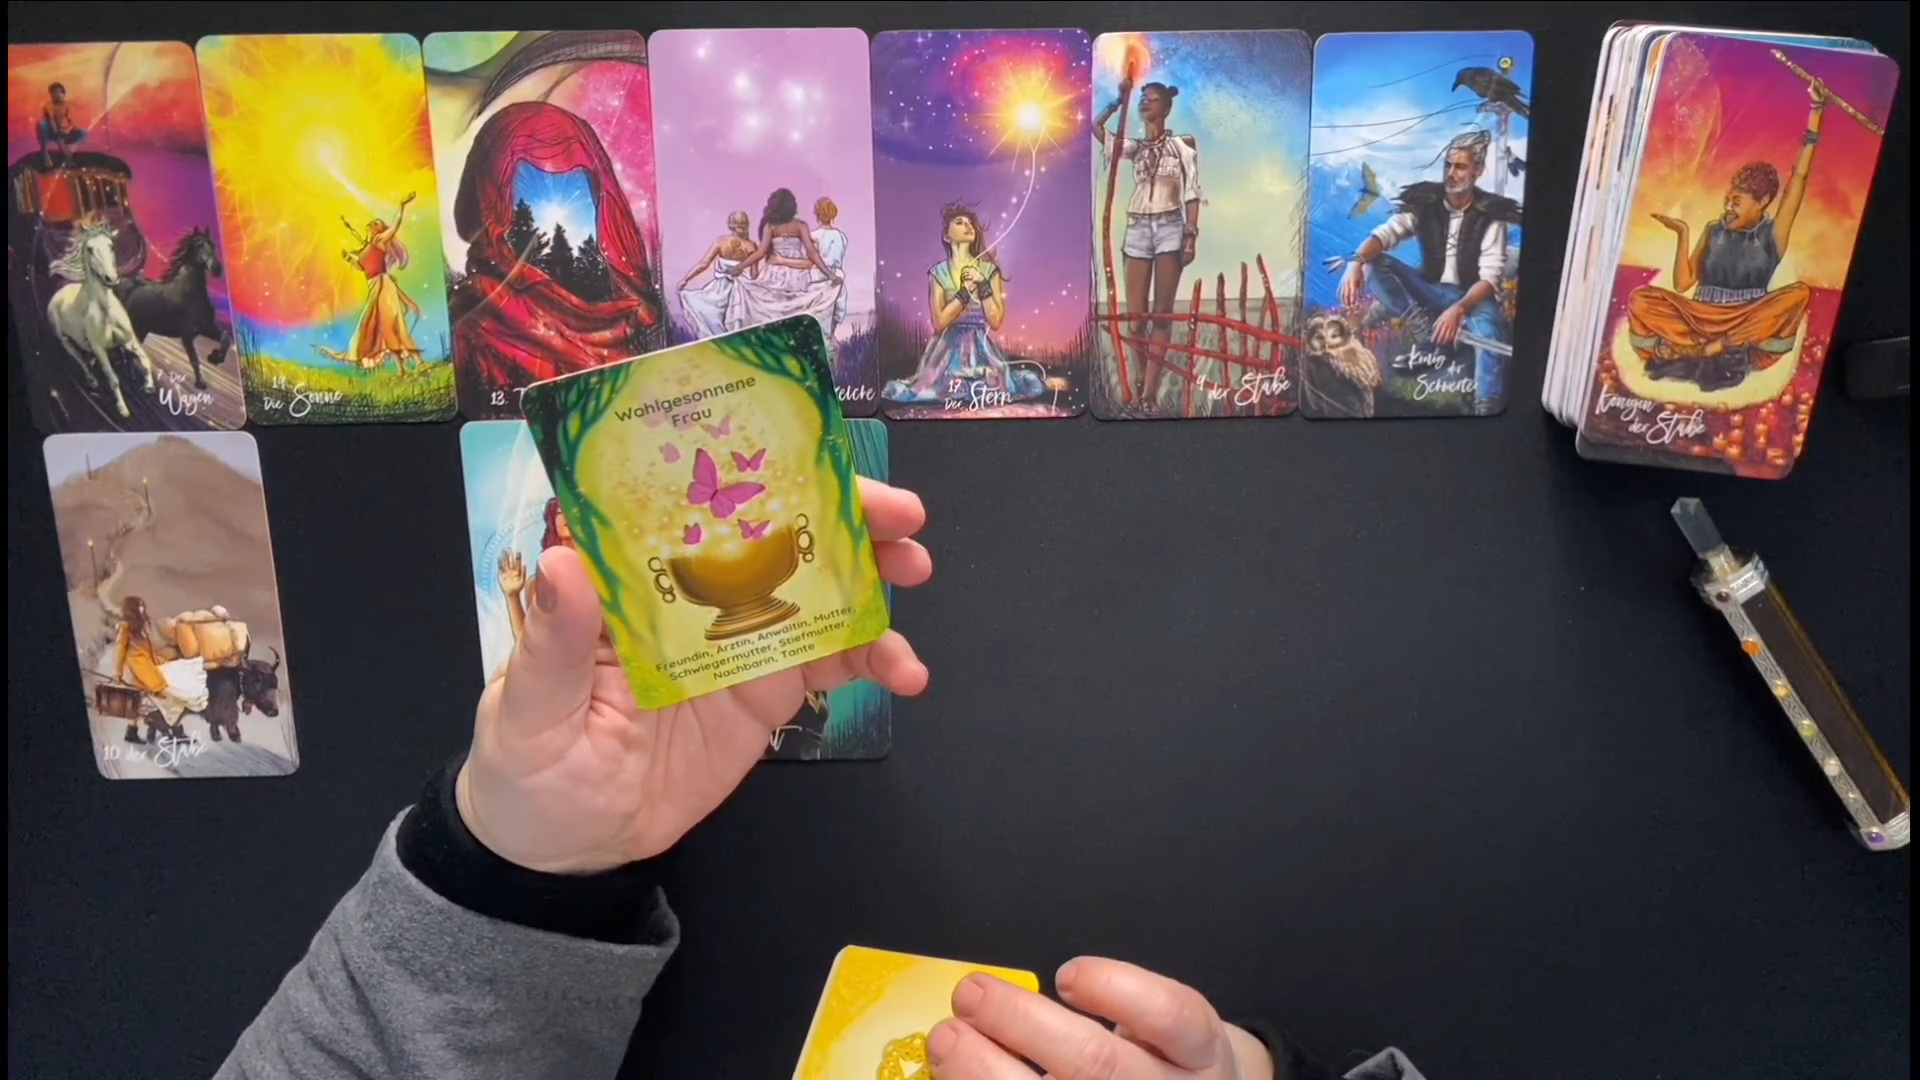 7. Der
Wagen
19.
Die Sonne
13.
elche
17.
Der Stern
9
der Stäbe
König
der
Schwerter
Königin
der Stäbe
Wohlgesonnene
Frau
Freundin, Ärztin, Anwältin, Mutter,
Schwiegermutter, Stiefmutter,
Nachbarin, Tante
10 der Stäbe